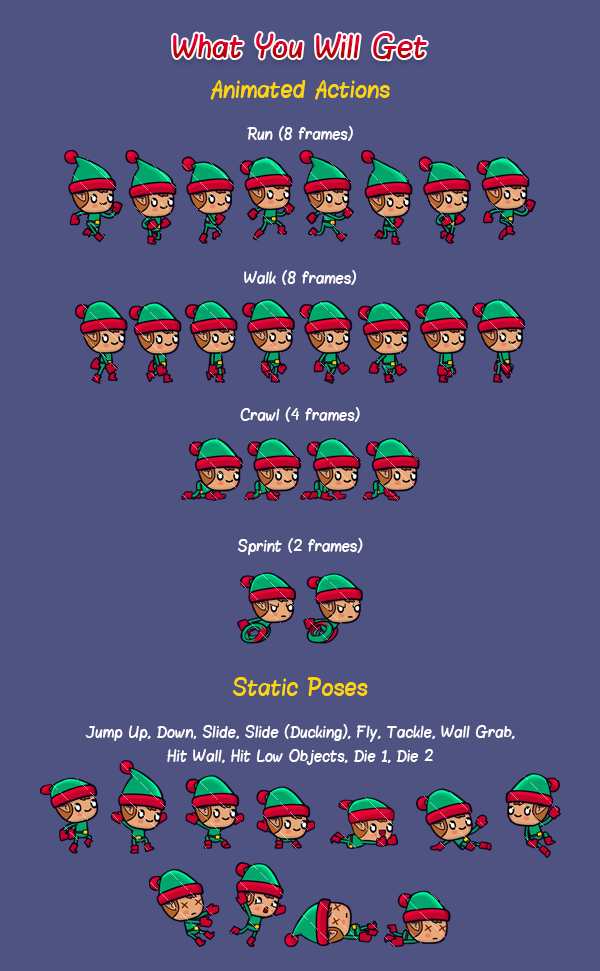 What You Will Get
Animated Actions
Run (8 frames)
Walk (8 frames)
Crawl (4 frames)
Sprint (2 frames)
Static Poses
Jump Up, Down, Slide, Slide (Ducking), Fly, Tackle, Wall Grab,
Hit Wall, Hit Low Objects, Die 1, Die 2